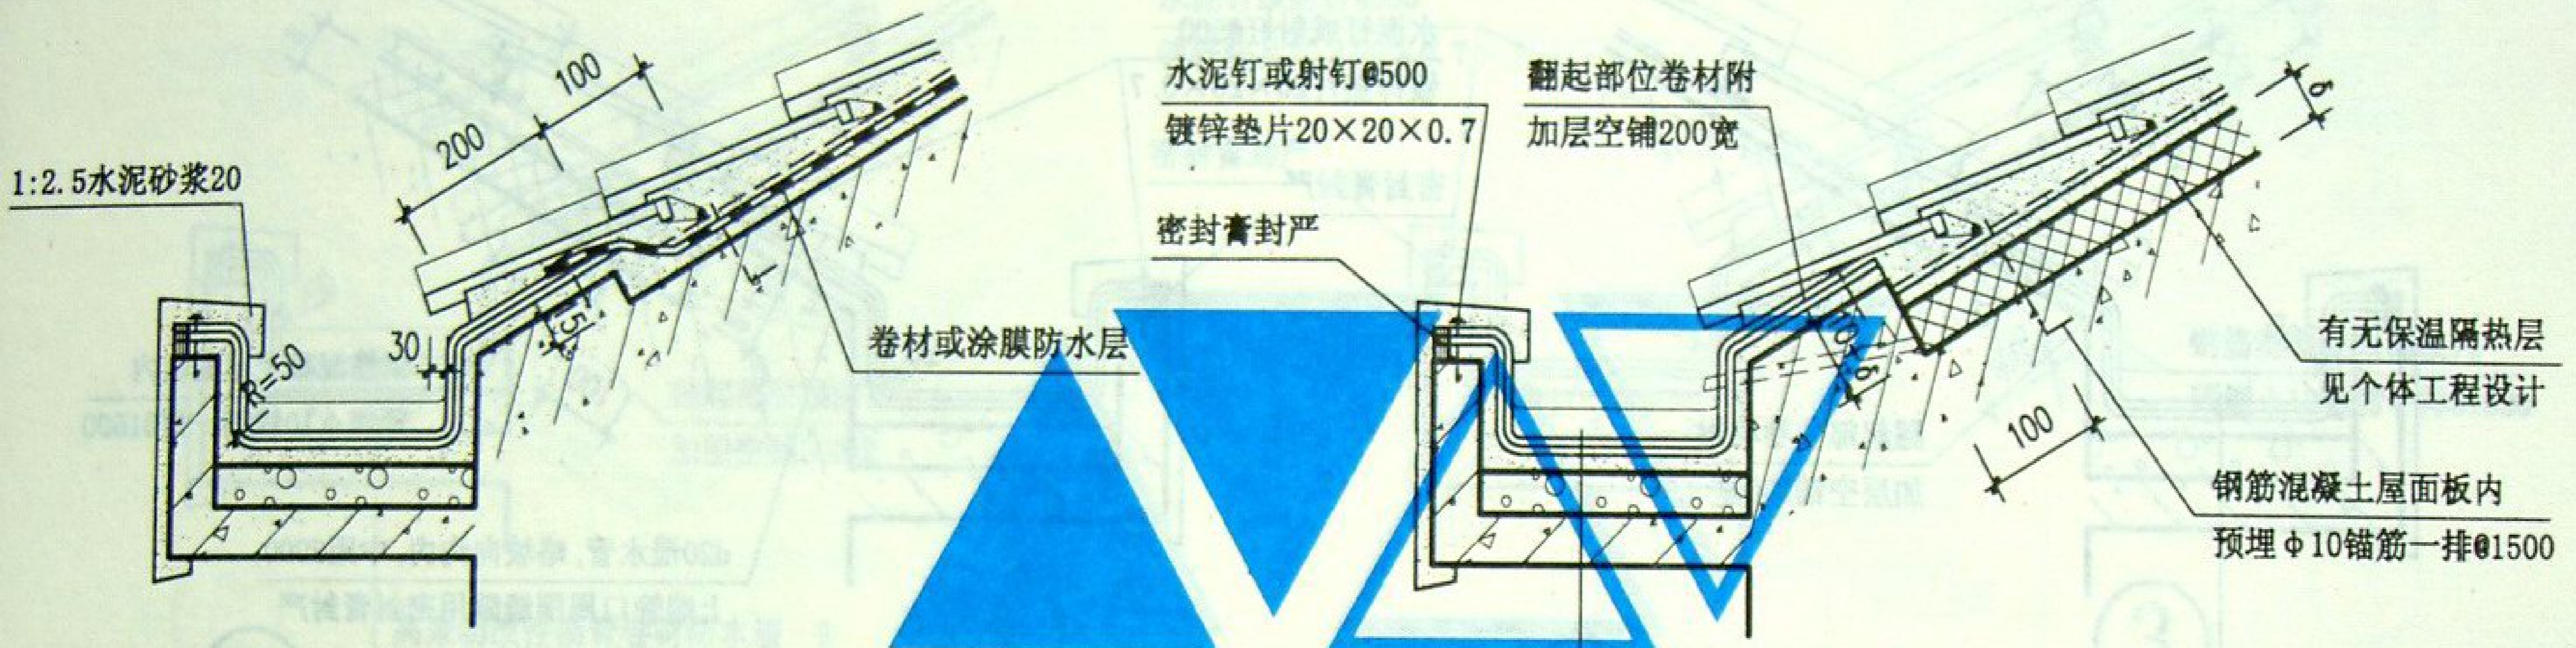 1:2.5水泥砂浆20
200
100
30
R=50
15
卷材或涂膜防水层
水泥钉或射钉@500
镀锌垫片20×20×0.7
密封膏封严
翻起部位卷材附
加层空铺200宽
δ
10+δ
100
有无保温隔热层
见个体工程设计
钢筋混凝土屋面板内
预埋ф10锚筋一排@1500